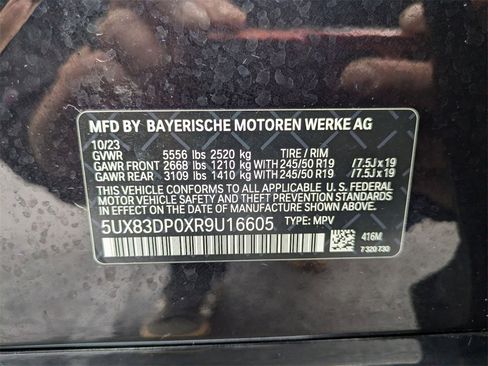 MFD BY BAYERISCHE MOTOREN WERKE AG
10/23
GVWR 5556 lbs 2520 kg TIRE / RIM
GAWR FRONT 2668 lbs 1210 kg WITH 245/50 R19 I7.5J x 19
GAWR REAR 3109 lbs 1410 kg WITH 245/50 R19 I7.5J x 19
THIS VEHICLE CONFORMS TO ALL APPLICABLE U. S. FEDERAL
MOTOR VEHICLE SAFETY AND THEFT PREVENTION STANDARDS
IN EFFECT ON THE DATE OF MANUFACTURE SHOWN ABOVE.
5UX83DP0XR9U16605 TYPE: MPV
416M
7 320 730